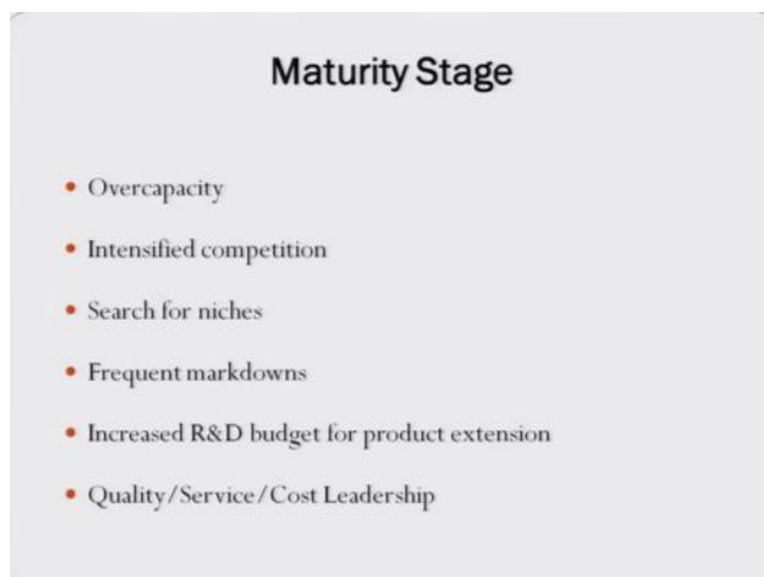 Maturity Stage
• Overcapacity
• Intensified competition
• Search for niches
• Frequent markdowns
• Increased R&D budget for product extension
• Quality/Service/Cost Leadership